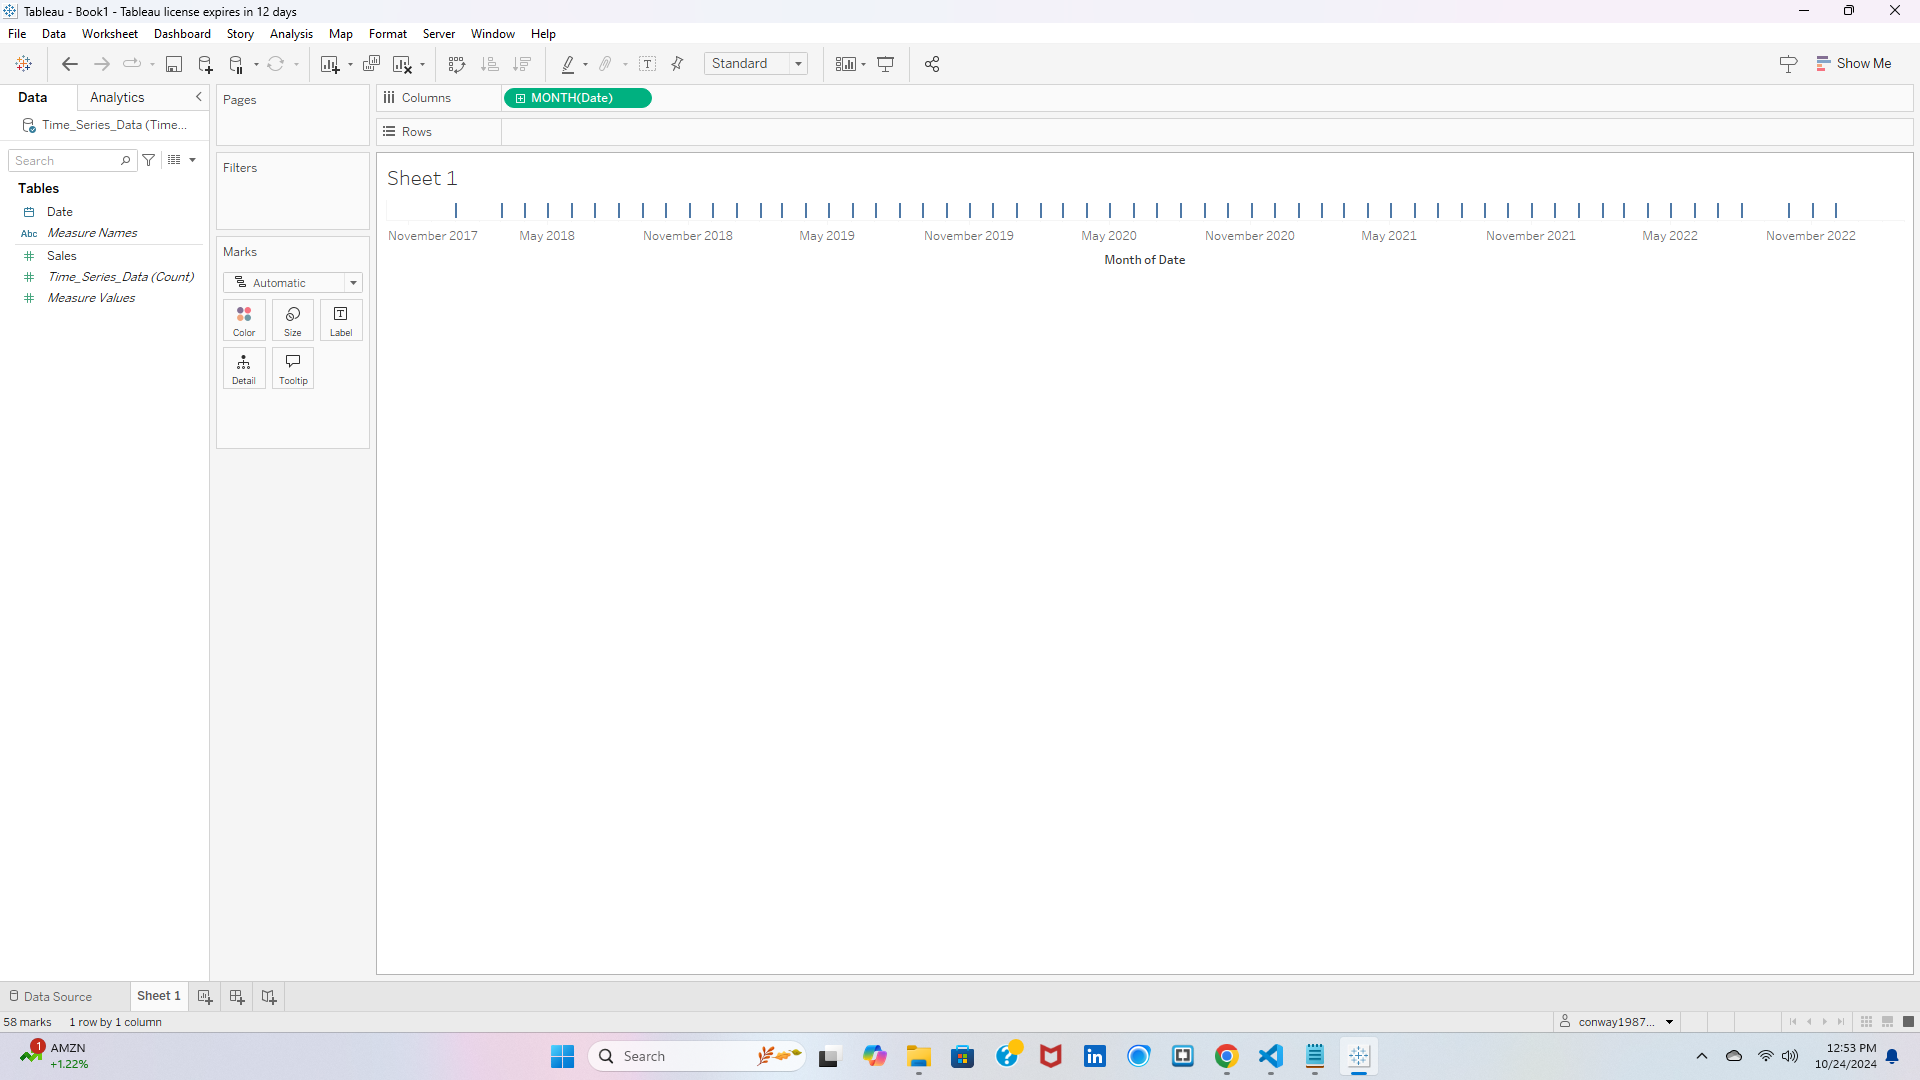 Tableau - Book1 - Tableau license expires in 12 days
File Data Worksheet Dashboard Story Analysis Map Format Server Window Help
Standard
Show Me
Data Analytics
Pages
Columns
MONTH(Date)
Time_Series_Data (Time...
Rows
Search
Filters
Sheet 1
Tables
Date
Abc Measure Names
Sales
Time_Series_Data (Count)
Measure Values
Marks
Automatic
Color Size Label
Detail Tooltip
November 2017 May 2018 November 2018 May 2019 November 2019 May 2020 November 2020 May 2021 November 2021 May 2022 November 2022
Month of Date
Data Source Sheet 1
58 marks 1 row by 1 column
conway1987...
1
AMZN
+1.22%
Search
12:53 PM
10/24/2024